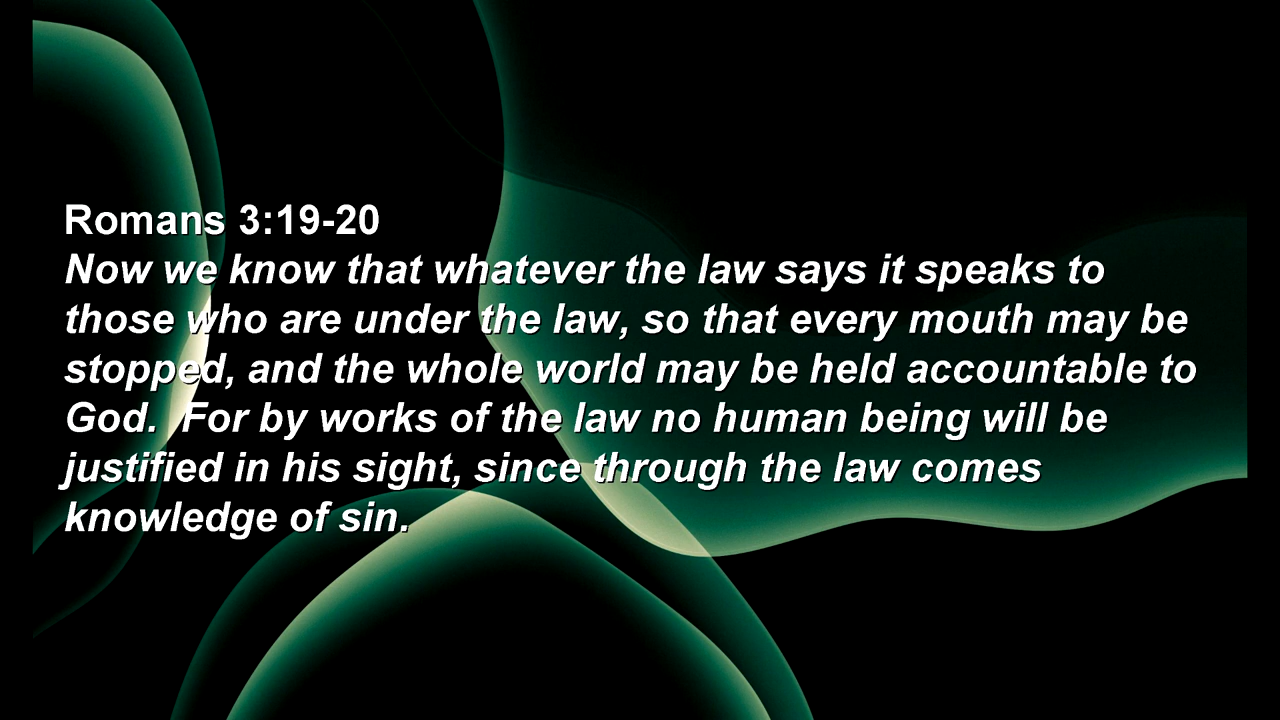 Romans 3:19-20
Now we know that whatever the law says it speaks to
those who are under the law, so that every mouth may be
stopped, and the whole world may be held accountable to
God.  For by works of the law no human being will be
justified in his sight, since through the law comes
knowledge of sin.